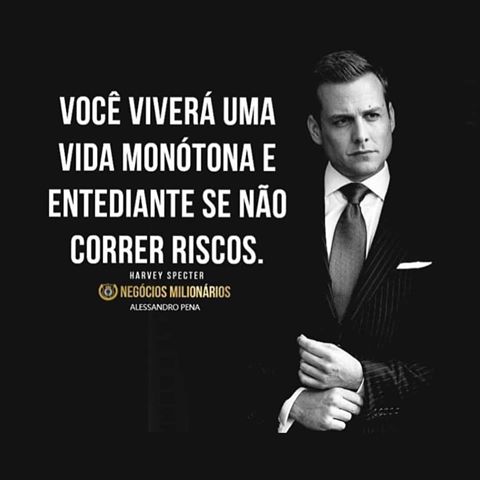 VOCÊ VIVERÁ UMA
VIDA MONÓTONA E
ENTEDIANTE SE NÃO
CORRER RISCOS.
HARVEY SPECTER
NEGÓCIOS MILIONÁRIOS
ALESSANDRO PENA